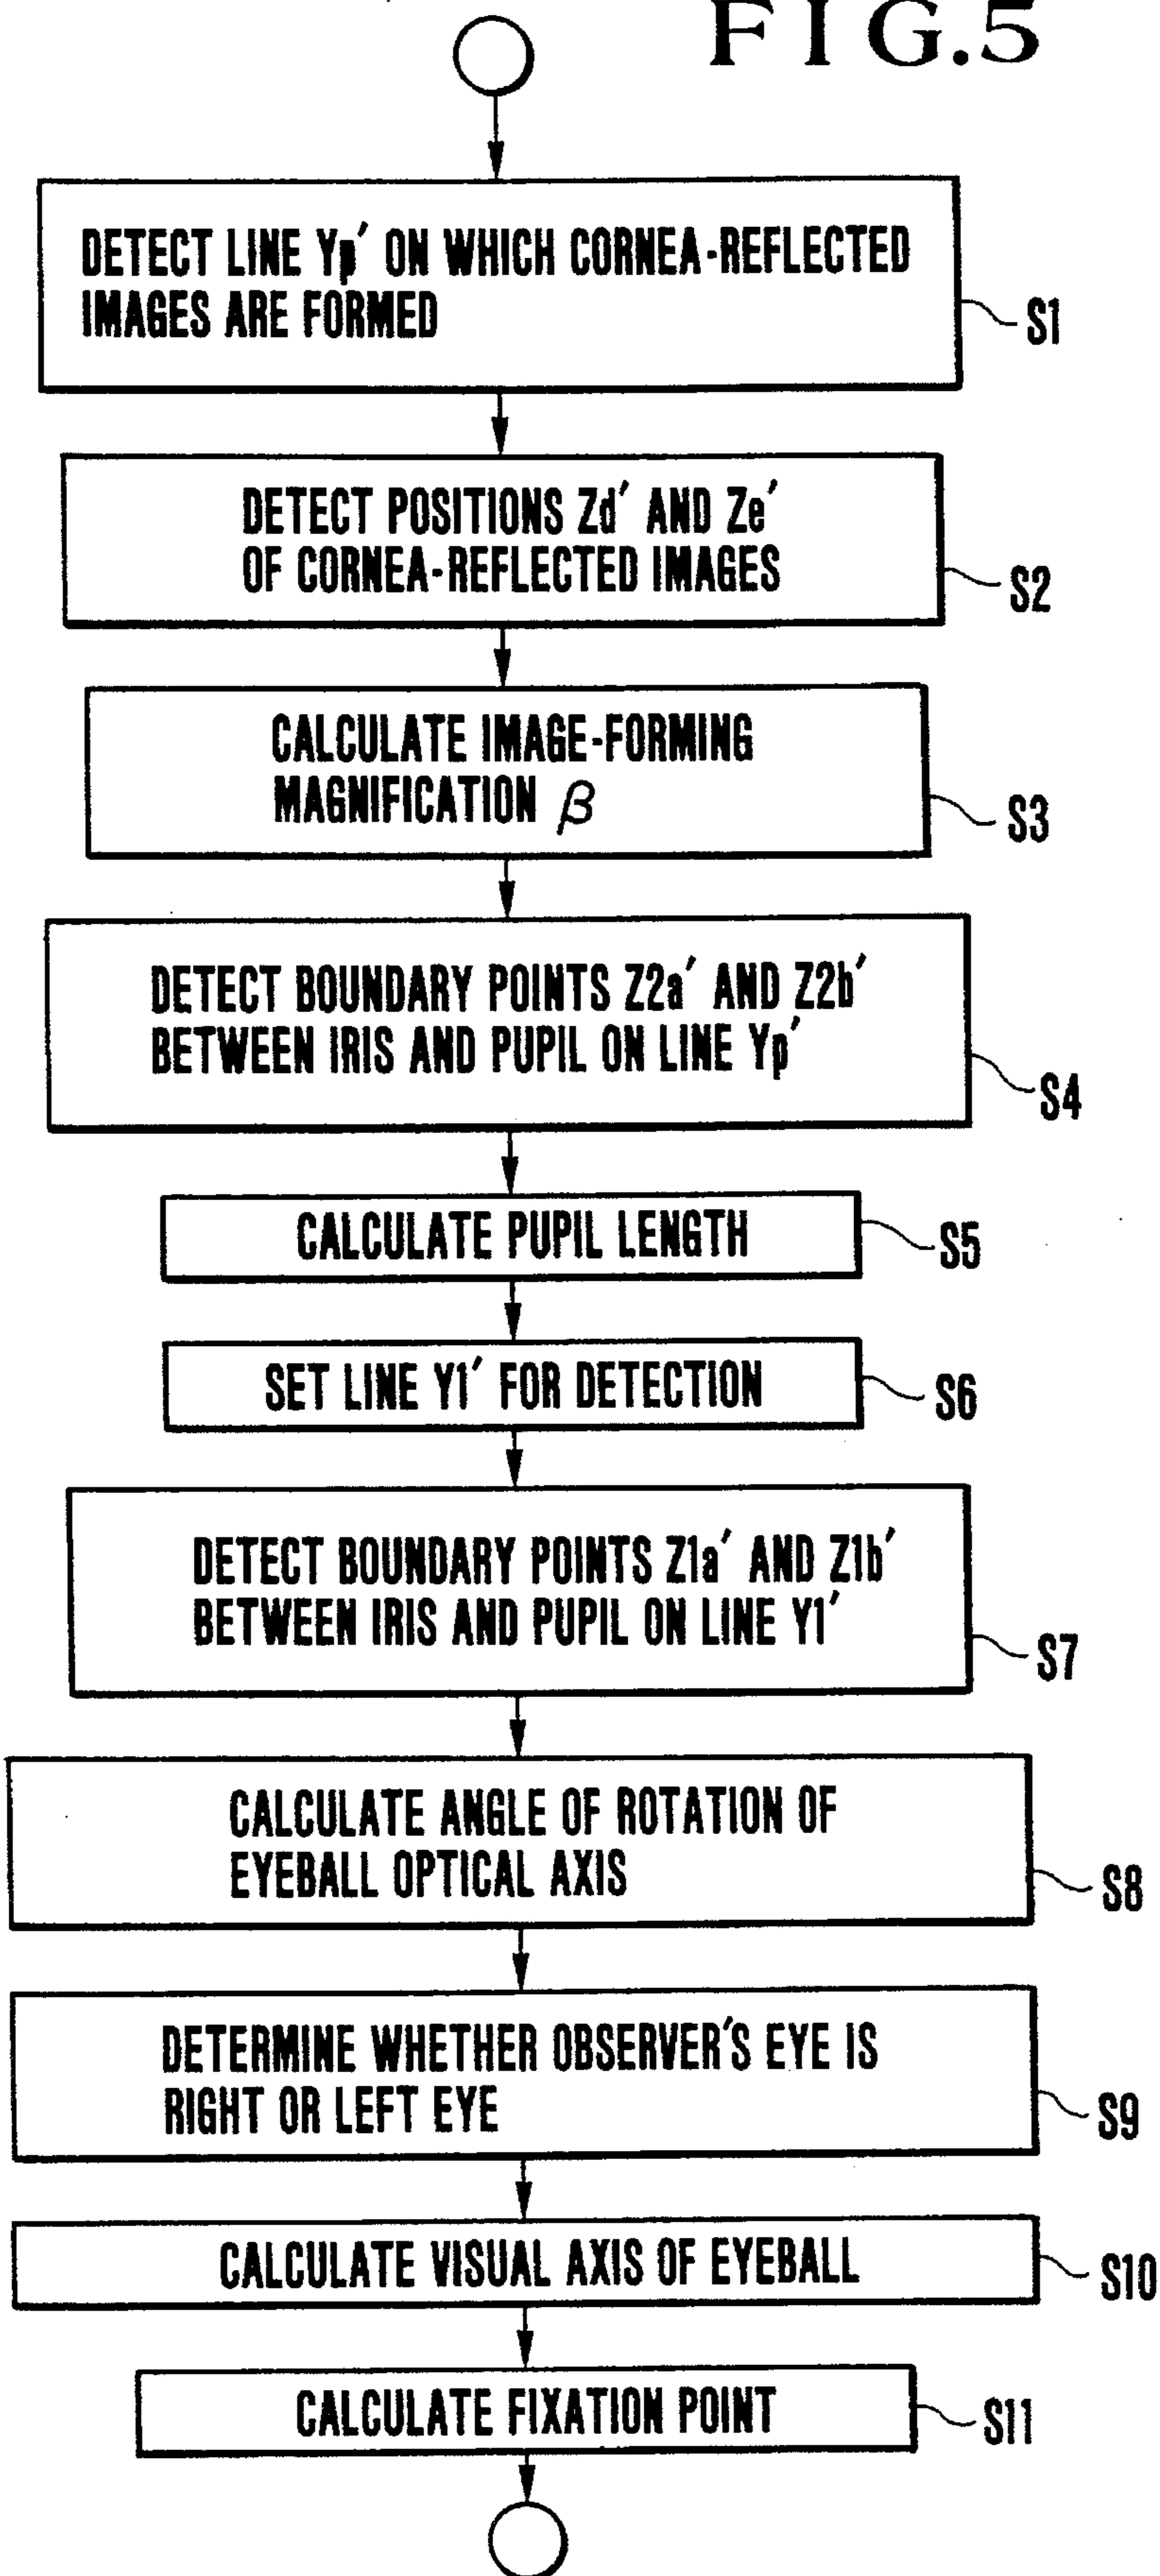 FIG.5
DETECT LINE Yp′ ON WHICH CORNEA-REFLECTED
IMAGES ARE FORMED
S1
DETECT POSITIONS Zd′ AND Ze′
OF CORNEA-REFLECTED IMAGES
S2
CALCULATE IMAGE-FORMING
MAGNIFICATION β
S3
DETECT BOUNDARY POINTS Z2a′ AND Z2b′
BETWEEN IRIS AND PUPIL ON LINE Yp′
S4
CALCULATE PUPIL LENGTH
S5
SET LINE Y1′ FOR DETECTION
S6
DETECT BOUNDARY POINTS Z1a′ AND Z1b′
BETWEEN IRIS AND PUPIL ON LINE Y1′
S7
CALCULATE ANGLE OF ROTATION OF
EYEBALL OPTICAL AXIS
S8
DETERMINE WHETHER OBSERVER'S EYE IS
RIGHT OR LEFT EYE
S9
CALCULATE VISUAL AXIS OF EYEBALL
S10
CALCULATE FIXATION POINT
S11